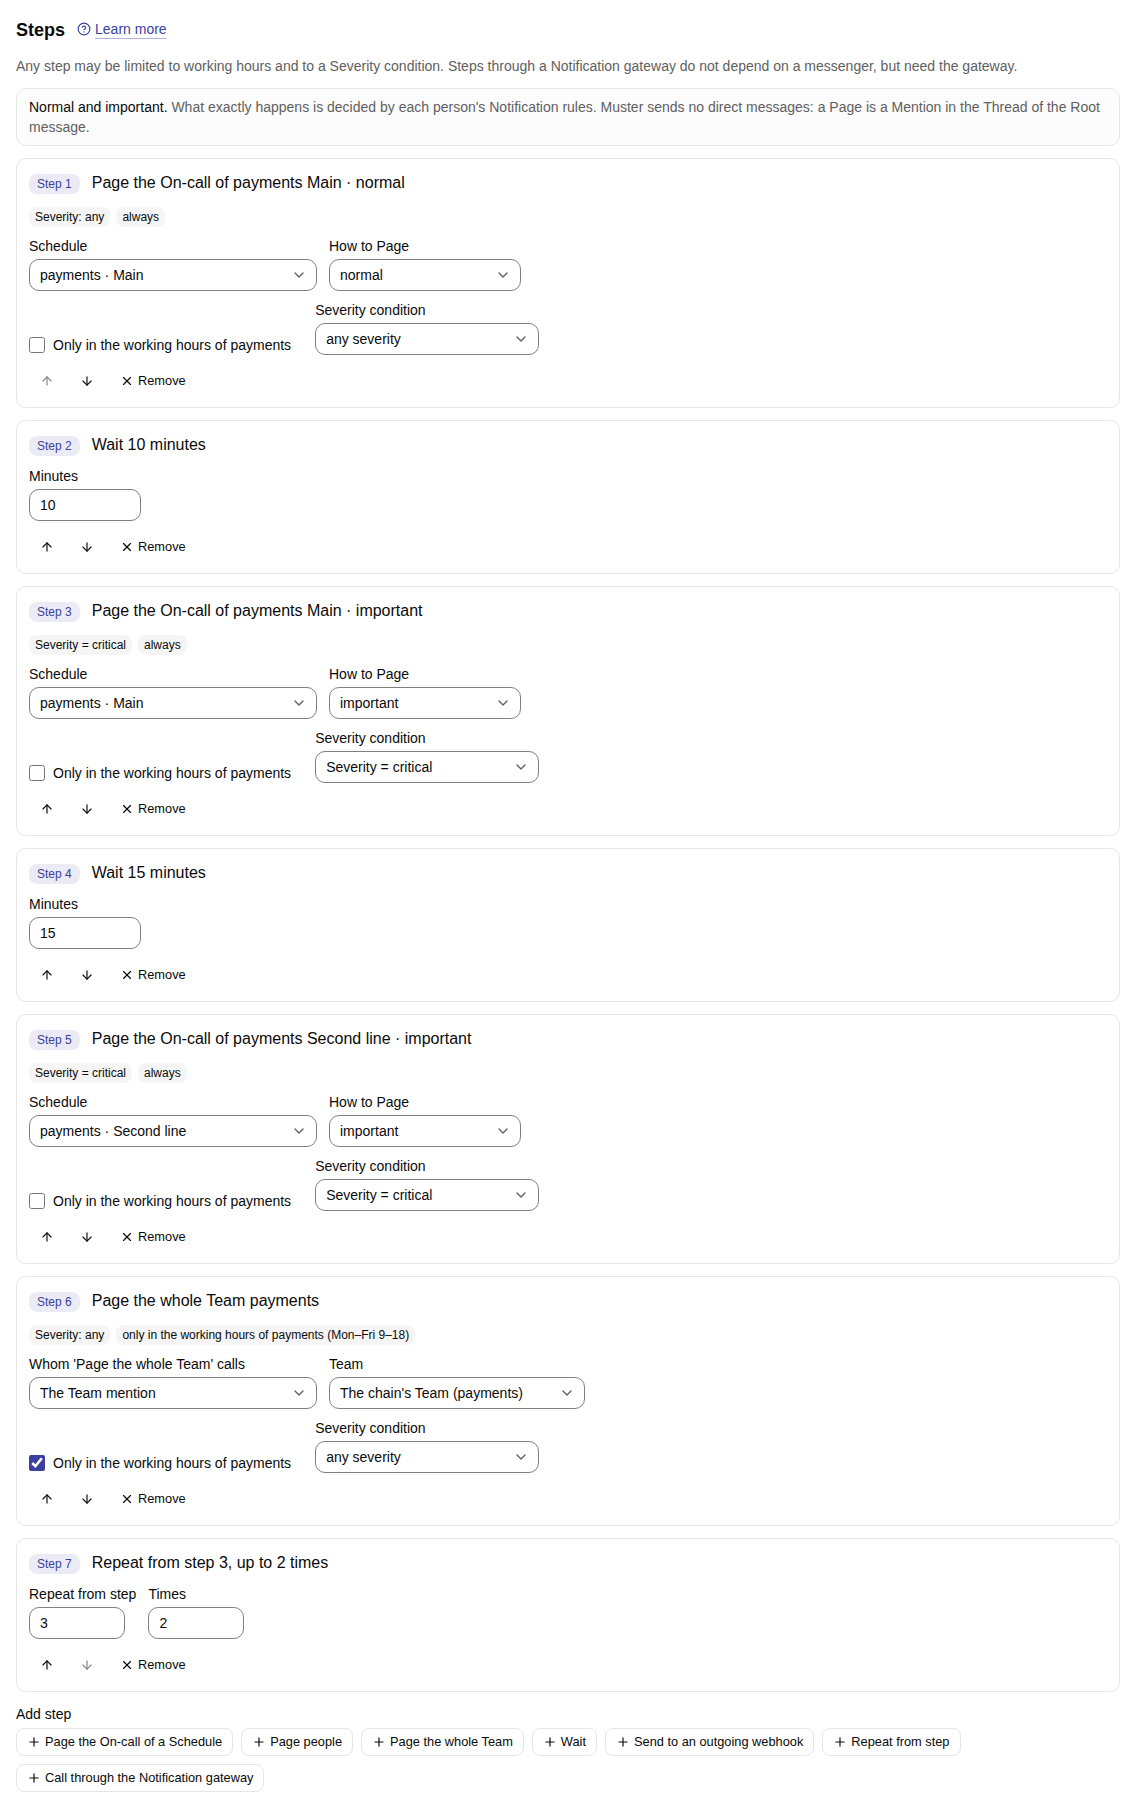 Steps Learn more
Any step may be limited to working hours and to a Severity condition. Steps through a Notification gateway do not depend on a messenger, but need the gateway.
Normal and important. What exactly happens is decided by each person's Notification rules. Muster sends no direct messages: a Page is a Mention in the Thread of the Root
message.
Step 1 Page the On-call of payments Main · normal
Severity: any always
Schedule How to Page
payments · Main normal
Severity condition
Only in the working hours of payments any severity
Remove
Step 2 Wait 10 minutes
Minutes
10
Remove
Step 3 Page the On-call of payments Main · important
Severity = critical always
Schedule How to Page
payments · Main important
Severity condition
Only in the working hours of payments Severity = critical
Remove
Step 4 Wait 15 minutes
Minutes
15
Remove
Step 5 Page the On-call of payments Second line · important
Severity = critical always
Schedule How to Page
payments · Second line important
Severity condition
Only in the working hours of payments Severity = critical
Remove
Step 6 Page the whole Team payments
Severity: any only in the working hours of payments (Mon–Fri 9–18)
Whom 'Page the whole Team' calls Team
The Team mention The chain's Team (payments)
Severity condition
Only in the working hours of payments any severity
Remove
Step 7 Repeat from step 3, up to 2 times
Repeat from step Times
3 2
Remove
Add step
Page the On-call of a Schedule Page people Page the whole Team Wait Send to an outgoing webhook Repeat from step
Call through the Notification gateway